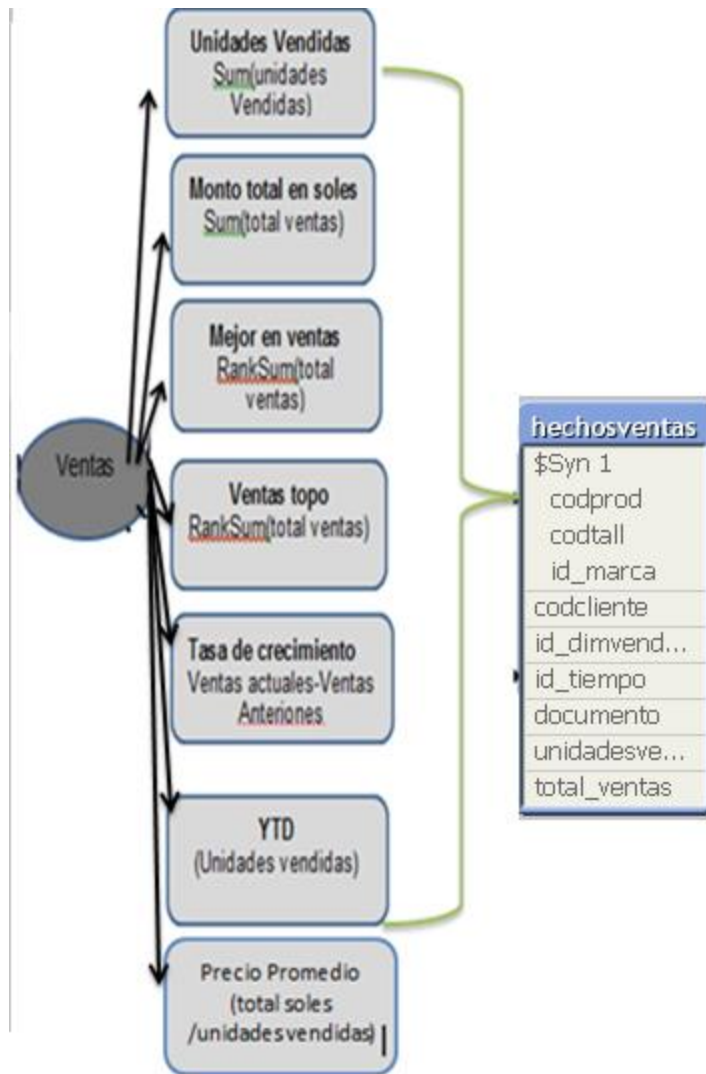 Unidades Vendidas
Sum(unidades
Vendidas)
Monto total en soles
Sum(total ventas)
Mejor en ventas
RankSum(total
ventas)
Ventas
Ventas topo
RankSum(total ventas)
Tasa de crecimiento
Ventas actuales-Ventas
Anteriones
YTD
(Unidades vendidas)
Precio Promedio
(total soles
/unidades vendidas)
hechosventas
$Syn 1
codprod
codtall
id_marca
codcliente
id_dimvend...
id_tiempo
documento
unidadesve...
total_ventas